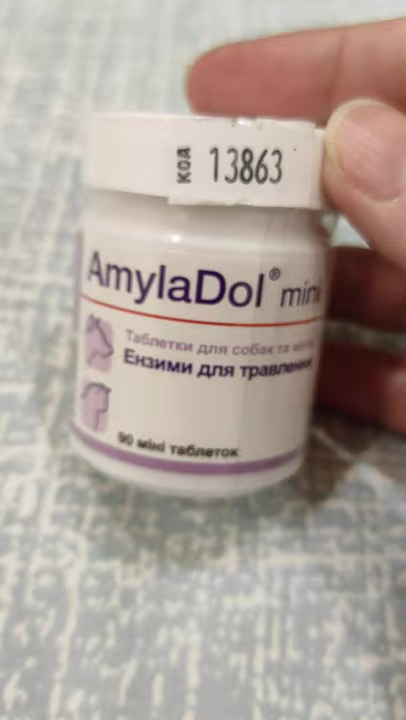 КОД 13863
AmylaDol® mini
Таблетки для собак та котів
Ензими для травлення
90 міні таблеток